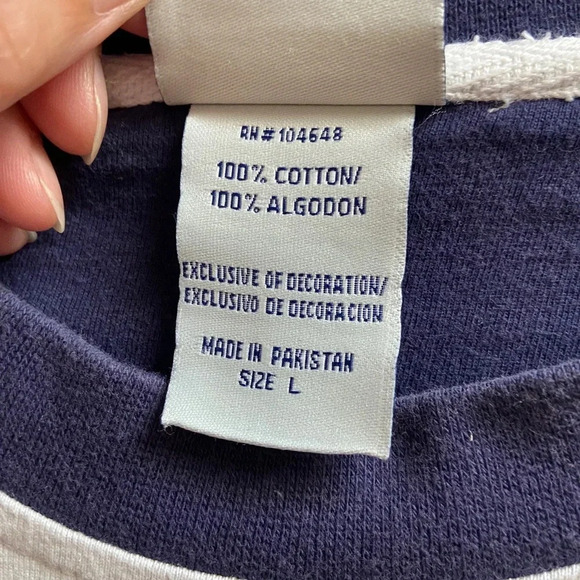 RN#104648
100% COTTON/
100% ALGODON
EXCLUSIVE OF DECORATION/
EXCLUSIVO DE DECORACION
MADE IN PAKISTAN
SIZE L